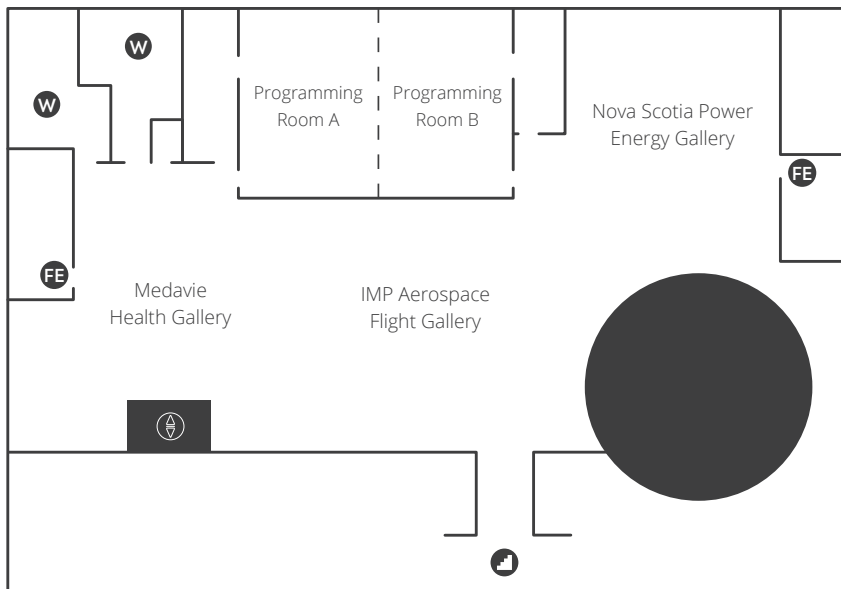 W
W
Programming
Room A
Programming
Room B
Nova Scotia Power
Energy Gallery
FE
FE
Medavie
Health Gallery
IMP Aerospace
Flight Gallery